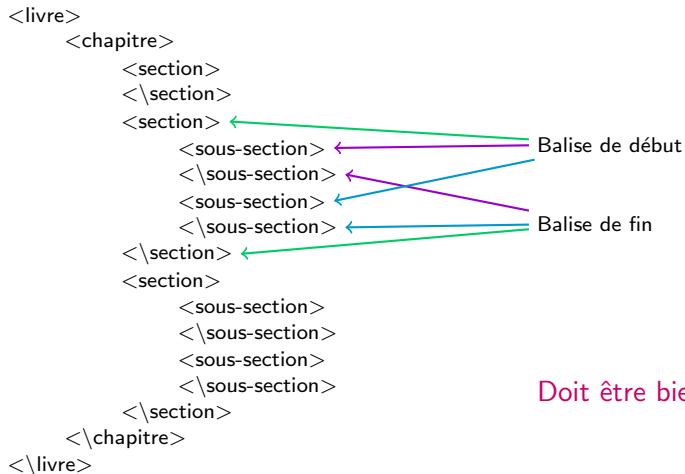 <livre>
<chapitre>
<section>
<\section>
<section>
<sous-section>
Balise de début
<\sous-section>
<sous-section>
<\sous-section>
Balise de fin
<\section>
<section>
<sous-section>
<\sous-section>
<sous-section>
<\sous-section>
Doit être
<\section>
<\chapitre>
<\livre>